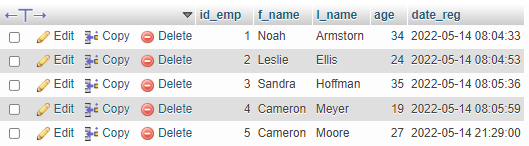 id_emp f_name l_name age date_reg
Edit Copy Delete 1 Noah Armstorn 34 2022-05-14 08:04:33
Edit Copy Delete 2 Leslie Ellis 24 2022-05-14 08:04:53
Edit Copy Delete 3 Sandra Hoffman 35 2022-05-14 08:05:36
Edit Copy Delete 4 Cameron Meyer 19 2022-05-14 08:05:59
Edit Copy Delete 5 Cameron Moore 27 2022-05-14 21:29:00